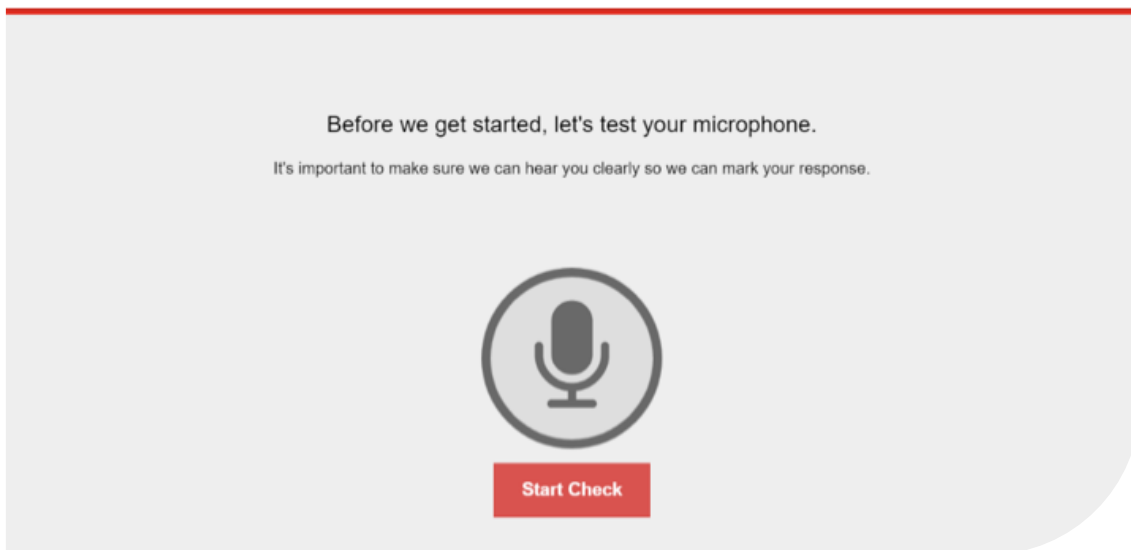 Before we get started, let's test your microphone.
It's important to make sure we can hear you clearly so we can mark your response.
Start Check